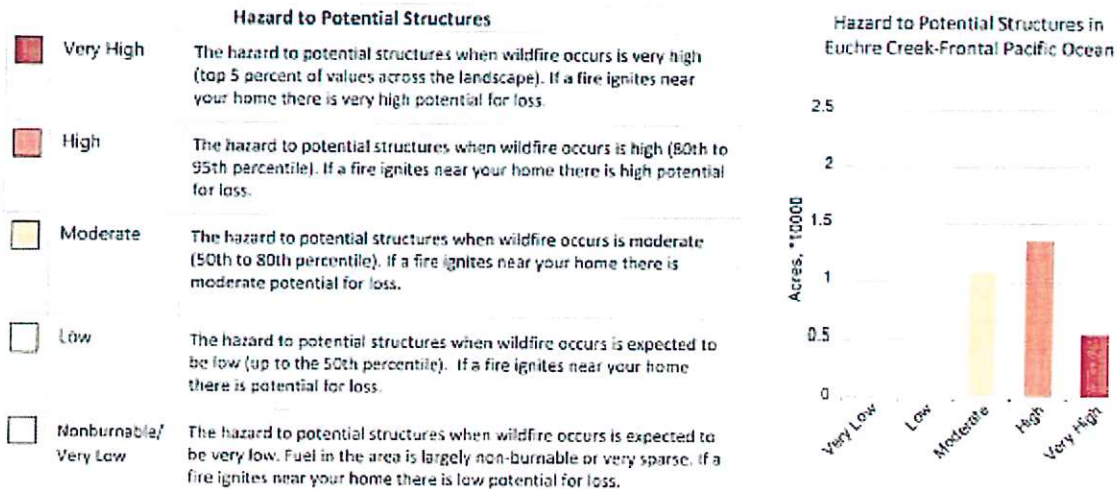 Hazard to Potential Structures
Very High
The hazard to potential structures when wildfire occurs is very high
(top 5 percent of values across the landscape). If a fire ignites near
your home there is very high potential for loss.
High
The hazard to potential structures when wildfire occurs is high (80th to
95th percentile). If a fire ignites near your home there is high potential
for loss.
Moderate
The hazard to potential structures when wildfire occurs is moderate
(50th to 80th percentile). If a fire ignites near your home there is
moderate potential for loss.
Low
The hazard to potential structures when wildfire occurs is expected to
be low (up to the 50th percentile). If a fire ignites near your home
there is potential for loss.
Nonburnable/
Very Low
The hazard to potential structures when wildfire occurs is expected to
be very low. Fuel in the area is largely non-burnable or very sparse. If a
fire ignites near your home there is low potential for loss.
Hazard to Potential Structures in
Euchre Creek-Frontal Pacific Ocean
Acres, *10000
2.5
2
1.5
1
0.5
0
Very Low
Low
Moderate
High
Very High